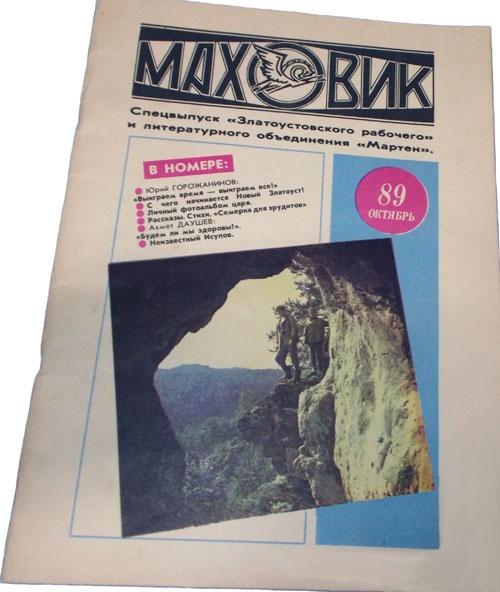 МАХОВИК
Спецвыпуск «Златоустовского рабочего»
и литературного объединения «Мартен».
В НОМЕРЕ:
Юрий ГОРОЖАНИНОВ:
«Выиграем время — выиграем все!»
С чего начинается Новый Златоуст!
Личный фотоальбом царя.
Рассказы. Стихи. «Семерка для эрудитов»
Ахмет ДАУШЕВ:
«Будем ли мы здоровы!».
Неизвестный Исупов.
89
ОКТЯБРЬ